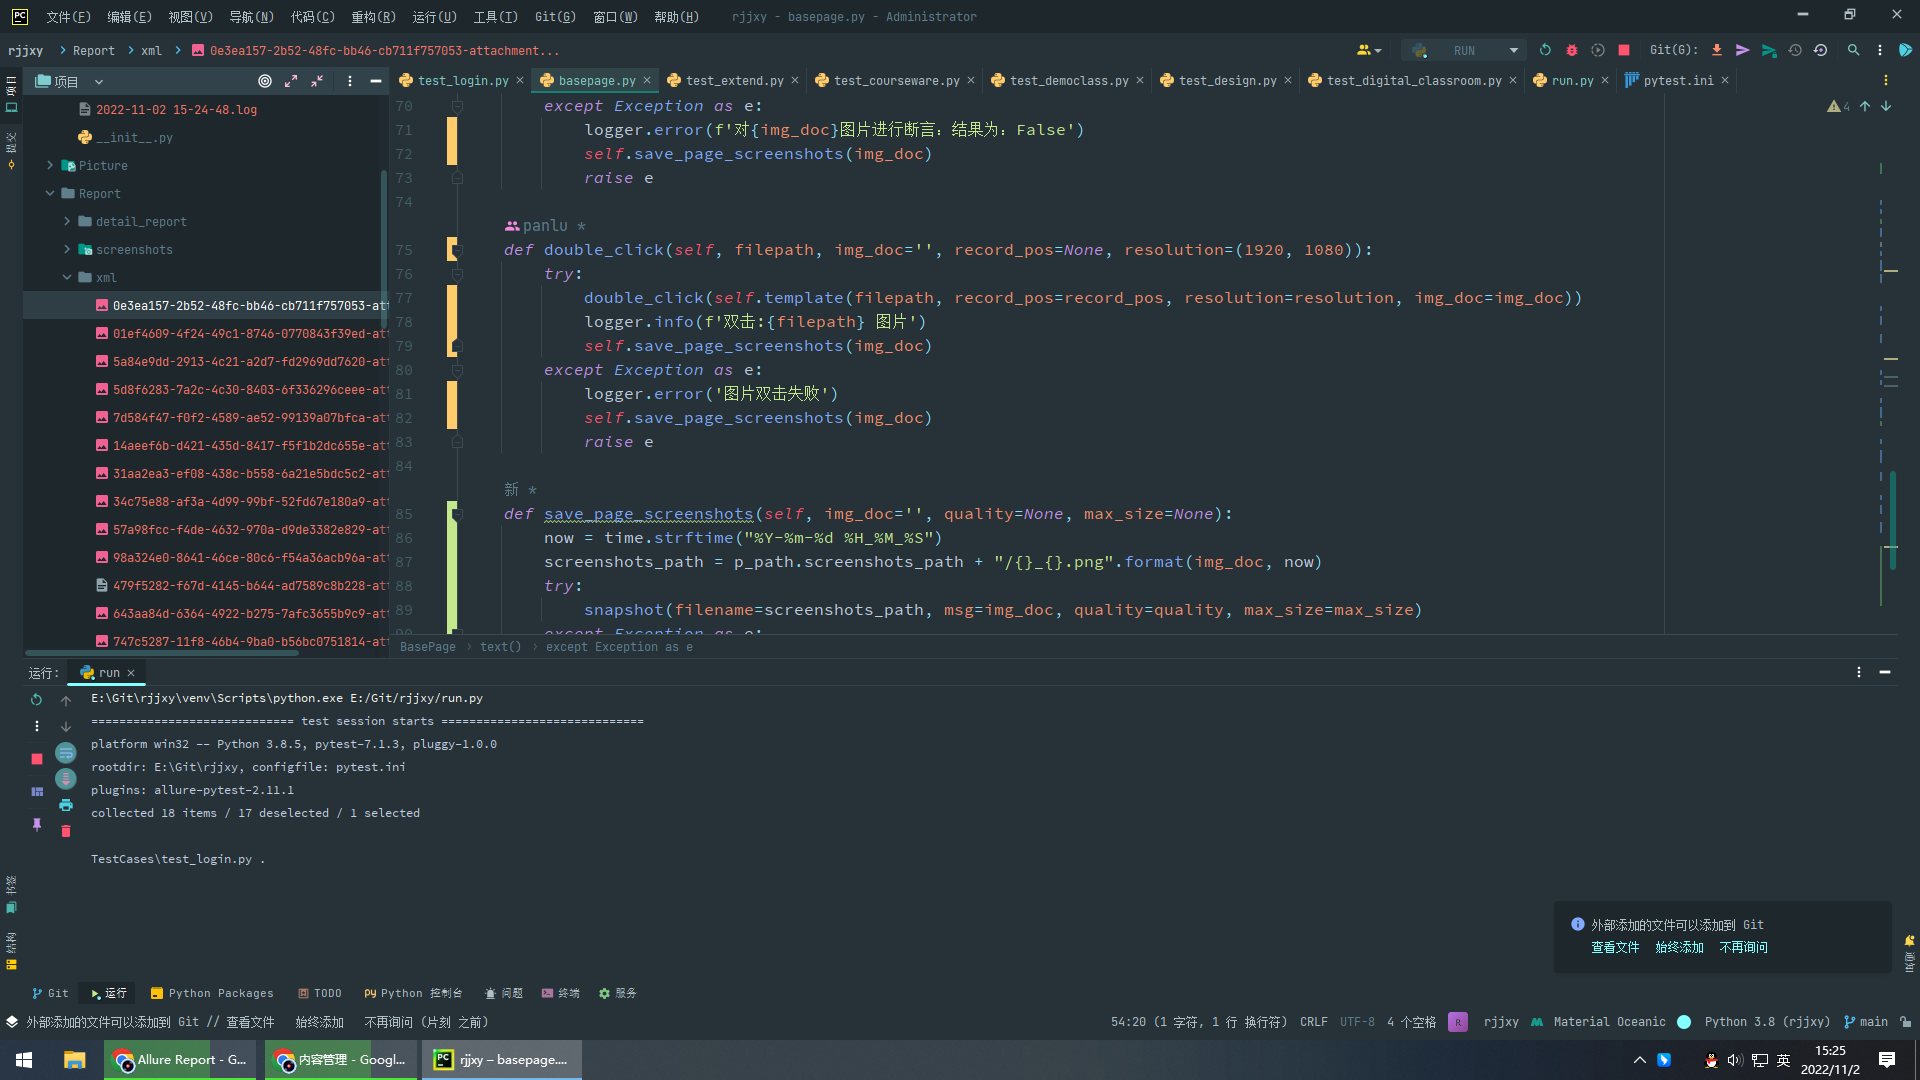 文件(F) 编辑(E) 视图(V) 导航(N) 代码(C) 重构(R) 运行(U) 工具(T) Git(G) 窗口(W) 帮助(H) rjjxy - basepage.py - Administrator
rjjxy Report xml 0e3ea157-2b52-48fc-bb46-cb711f757053-attachment... RUN Git(G):
项目 test_login.py basepage.py test_extend.py test_courseware.py test_democlass.py test_design.py test_digital_classroom.py run.py pytest.ini
项目
提交
2022-11-02 15-24-48.log
__init__.py
Picture
Report
detail_report
screenshots
xml
0e3ea157-2b52-48fc-bb46-cb711f757053-att
01ef4609-4f24-49c1-8746-0770843f39ed-at
5a84e9dd-2913-4c21-a2d7-fd2969dd7620-at
5d8f6283-7a2c-4c30-8403-6f336296ceee-at
7d584f47-f0f2-4589-ae52-99139a07bfca-at
14aeef6b-d421-435d-8417-f5f1b2dc655e-at
31aa2ea3-ef08-438c-b558-6a21e5bdc5c2-at
34c75e88-af3a-4d99-99bf-52fd67e180a9-at
57a98fcc-f4de-4632-970a-d9de3382e829-at
98a324e0-8641-46ce-80c6-f54a36acb96a-at
479f5282-f67d-4145-b644-ad7589c8b228-at
643aa84d-6364-4922-b275-7afc3655b9c9-at
747c5287-11f8-46b4-9ba0-b56bc0751814-at
4
70 except Exception as e:
71 logger.error(f'对{img_doc}图片进行断言：结果为：False')
72 self.save_page_screenshots(img_doc)
73 raise e
74
panlu *
75 def double_click(self, filepath, img_doc='', record_pos=None, resolution=(1920, 1080)):
76 try:
77 double_click(self.template(filepath, record_pos=record_pos, resolution=resolution, img_doc=img_doc))
78 logger.info(f'双击:{filepath} 图片')
79 self.save_page_screenshots(img_doc)
80 except Exception as e:
81 logger.error('图片双击失败')
82 self.save_page_screenshots(img_doc)
83 raise e
84
新 *
85 def save_page_screenshots(self, img_doc='', quality=None, max_size=None):
86 now = time.strftime("%Y-%m-%d %H_%M_%S")
87 screenshots_path = p_path.screenshots_path + "/{}_{}.png".format(img_doc, now)
88 try:
89 snapshot(filename=screenshots_path, msg=img_doc, quality=quality, max_size=max_size)
90 except Exception as e:
BasePage text() except Exception as e
运行: run
E:\Git\rjjxy\venv\Scripts\python.exe E:/Git/rjjxy/run.py
============================= test session starts =============================
platform win32 -- Python 3.8.5, pytest-7.1.3, pluggy-1.0.0
rootdir: E:\Git\rjjxy, configfile: pytest.ini
plugins: allure-pytest-2.11.1
collected 18 items / 17 deselected / 1 selected
TestCases\test_login.py .
书签
结构
外部添加的文件可以添加到 Git
查看文件 始终添加 不再询问
通知
Git 运行 Python Packages TODO Python 控制台 问题 终端 服务
外部添加的文件可以添加到 Git // 查看文件 始终添加 不再询问 (片刻 之前) 54:20 (1 字符, 1 行 换行符) CRLF UTF-8 4 个空格 R rjjxy Material Oceanic Python 3.8 (rjjxy) main
Allure Report - G... 内容管理 - Googl... rjjxy – basepage.... 英 15:25
2022/11/2